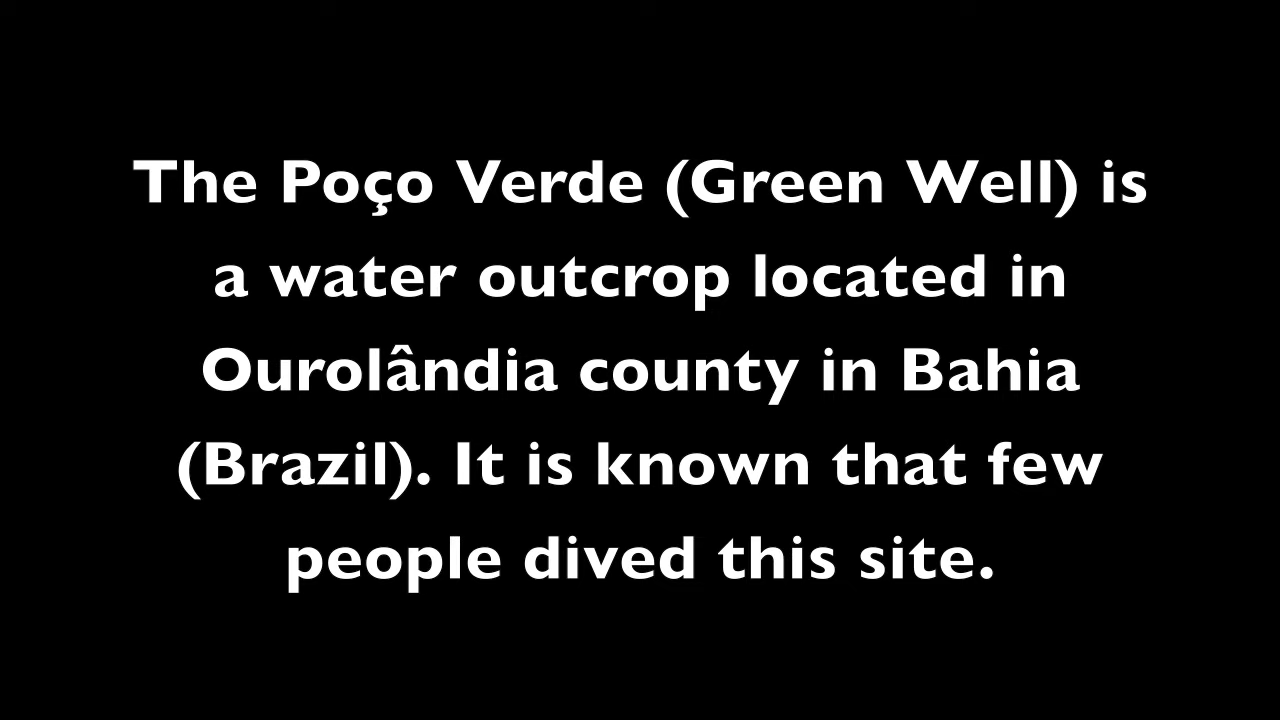 The Poço Verde (Green Well) is
a water outcrop located in
Ourolândia county in Bahia
(Brazil). It is known that few
people dived this site.